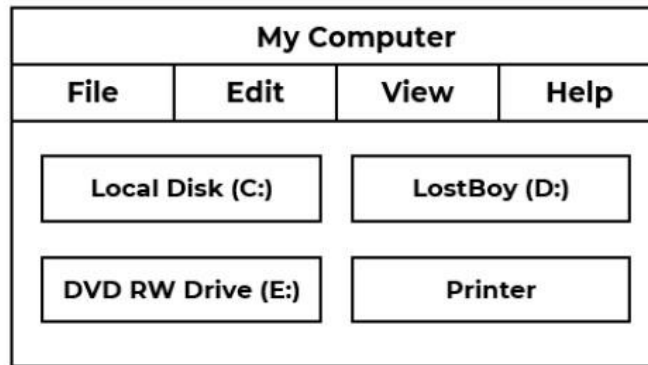 My Computer
File Edit View Help
Local Disk (C:) LostBoy (D:)
DVD RW Drive (E:) Printer